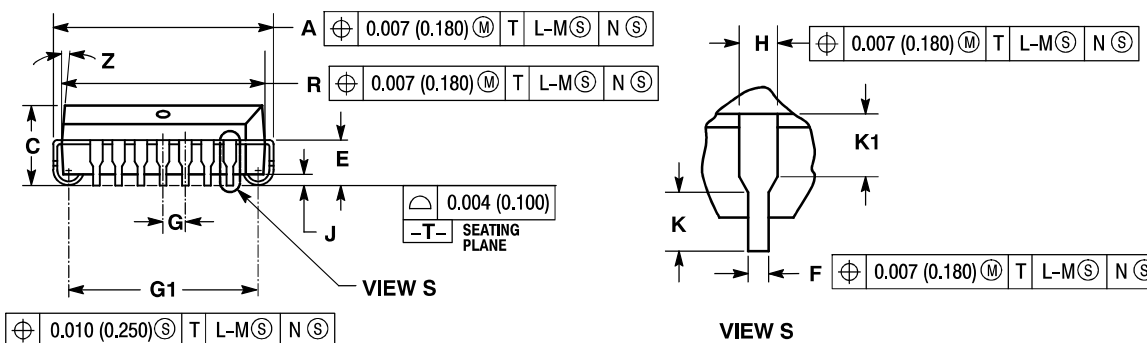 A ⌖ 0.007 (0.180) Ⓜ T L–M Ⓢ N Ⓢ
Z
R ⌖ 0.007 (0.180) Ⓜ T L–M Ⓢ N Ⓢ
C
E
G
J
⌓ 0.004 (0.100)
–T– SEATING
PLANE
G1
VIEW S
⌖ 0.010 (0.250) Ⓢ T L–M Ⓢ N Ⓢ
H ⌖ 0.007 (0.180) Ⓜ T L–M Ⓢ N Ⓢ
K1
K
F ⌖ 0.007 (0.180) Ⓜ T L–M Ⓢ N Ⓢ
VIEW S